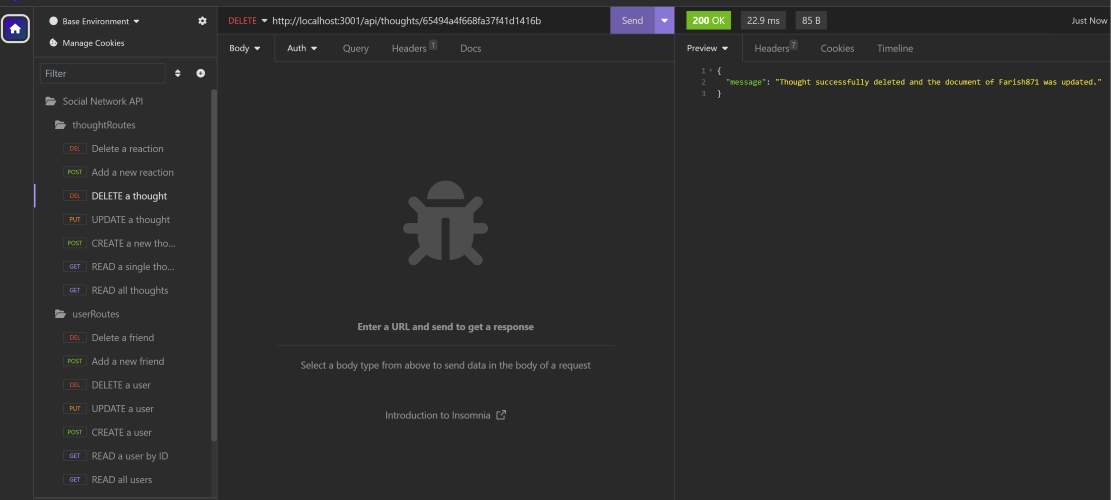 Base Environment
Manage Cookies
Filter
Social Network API
thoughtRoutes
DEL Delete a reaction
POST Add a new reaction
DEL DELETE a thought
PUT UPDATE a thought
POST CREATE a new tho...
GET READ a single tho...
GET READ all thoughts
userRoutes
DEL Delete a friend
POST Add a new friend
DEL DELETE a user
PUT UPDATE a user
POST CREATE a user
GET READ a user by ID
GET READ all users
DELETE http://localhost:3001/api/thoughts/65494a4f668fa37f41d1416b Send
Body Auth Query Headers 1 Docs
Enter a URL and send to get a response
Select a body type from above to send data in the body of a request
Introduction to Insomnia
200 OK 22.9 ms 85 B Just Now
Preview Headers 7 Cookies Timeline
1 {
2 "message": "Thought successfully deleted and the document of Farish871 was updated."
3 }